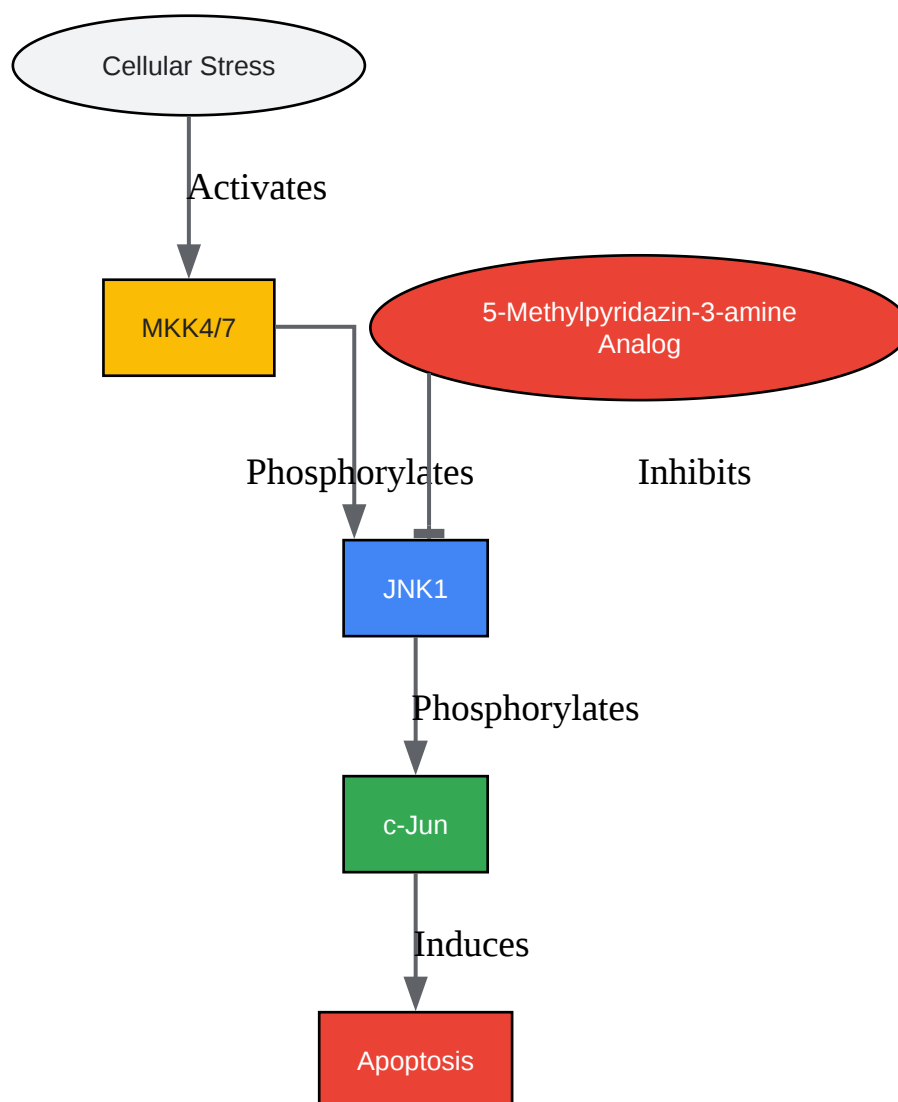 Cellular Stress
Activates
MKK4/7
5-Methylpyridazin-3-amine
Analog
Phosphorylates
Inhibits
JNK1
Phosphorylates
c-Jun
Induces
Apoptosis